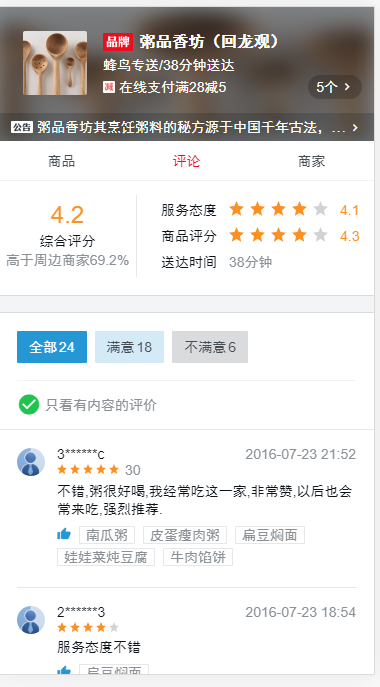 品牌 粥品香坊（回龙观）
蜂鸟专送/38分钟送达
减 在线支付满28减5
5个 >
公告 粥品香坊其烹饪粥料的秘方源于中国千年古法，... >
商品 评论 商家
4.2
综合评分
高于周边商家69.2%
服务态度 4.1
商品评分 4.3
送达时间 38分钟
全部24 满意18 不满意6
只看有内容的评价
3******c 2016-07-23 21:52
30
不错,粥很好喝,我经常吃这一家,非常赞,以后也会
常来吃,强烈推荐.
南瓜粥 皮蛋瘦肉粥 扁豆焖面
娃娃菜炖豆腐 牛肉馅饼
2******3 2016-07-23 18:54
服务态度不错
扁豆焖面